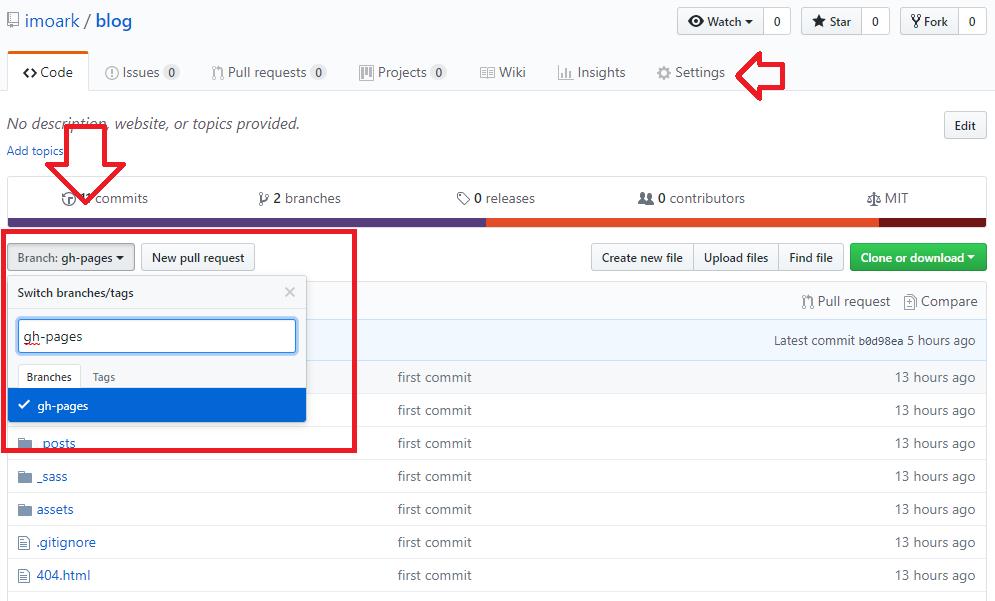 imoark / blog
Watch 0 Star 0 Fork 0
Code Issues 0 Pull requests 0 Projects 0 Wiki Insights Settings
No description, website, or topics provided.
Edit
Add topics
11 commits 2 branches 0 releases 0 contributors MIT
Branch: gh-pages New pull request Create new file Upload files Find file Clone or download
Switch branches/tags
Pull request Compare
gh-pages
Latest commit b0d98ea 5 hours ago
Branches Tags
first commit 13 hours ago
gh-pages
first commit 13 hours ago
_posts first commit 13 hours ago
_sass first commit 13 hours ago
assets first commit 13 hours ago
.gitignore first commit 13 hours ago
404.html first commit 13 hours ago